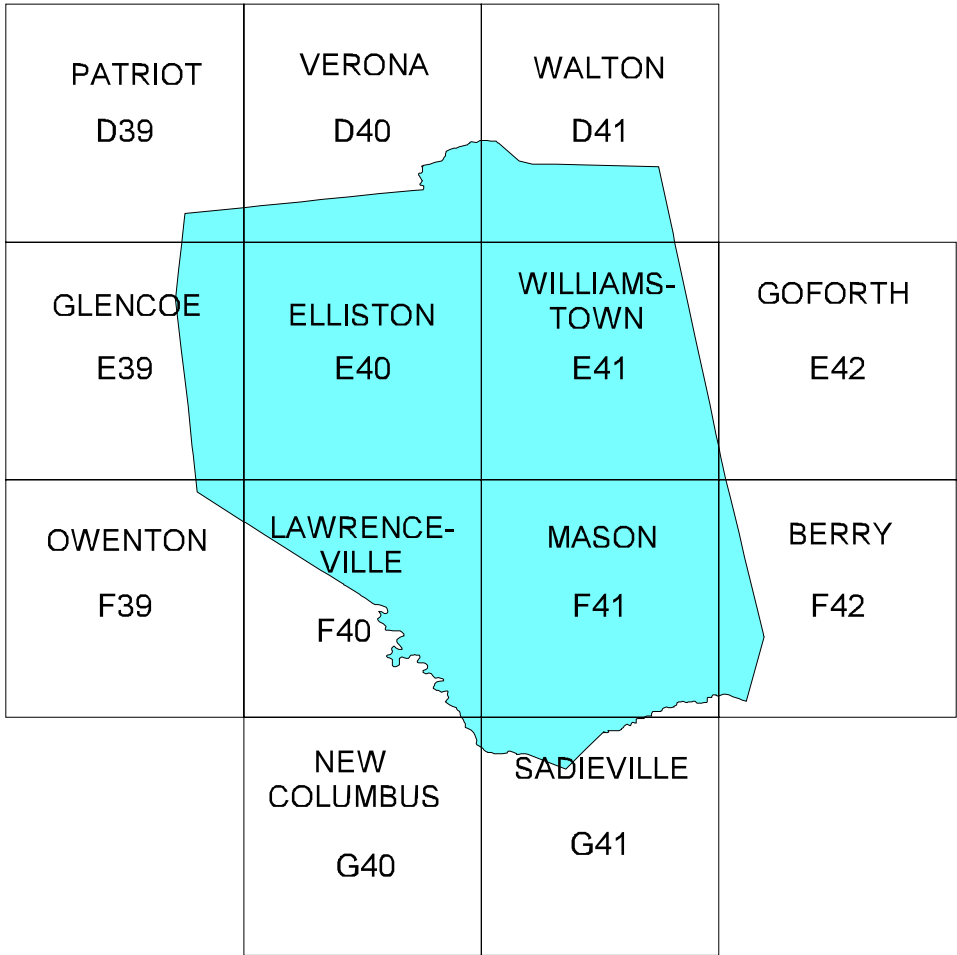 PATRIOT
D39
VERONA
D40
WALTON
D41
GLENCOE
E39
ELLISTON
E40
WILLIAMS-
TOWN
E41
GOFORTH
E42
OWENTON
F39
LAWRENCE-
VILLE
F40
MASON
F41
BERRY
F42
NEW
COLUMBUS
G40
SADIEVILLE
G41